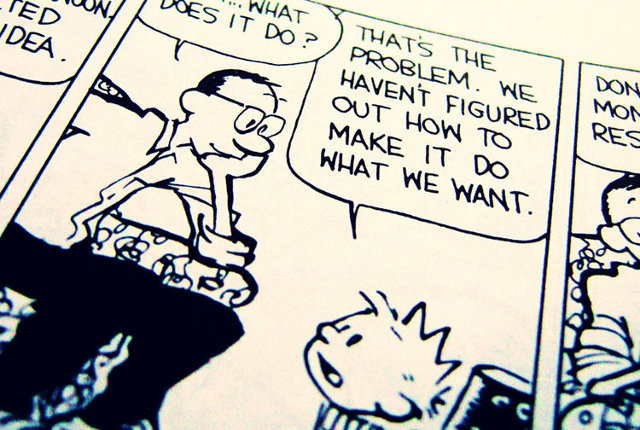 NOON.
TED
IDEA.
...WHAT
DOES IT DO?
THAT'S THE
PROBLEM. WE
HAVEN'T FIGURED
OUT HOW TO
MAKE IT DO
WHAT WE WANT.
DON
MON
RES